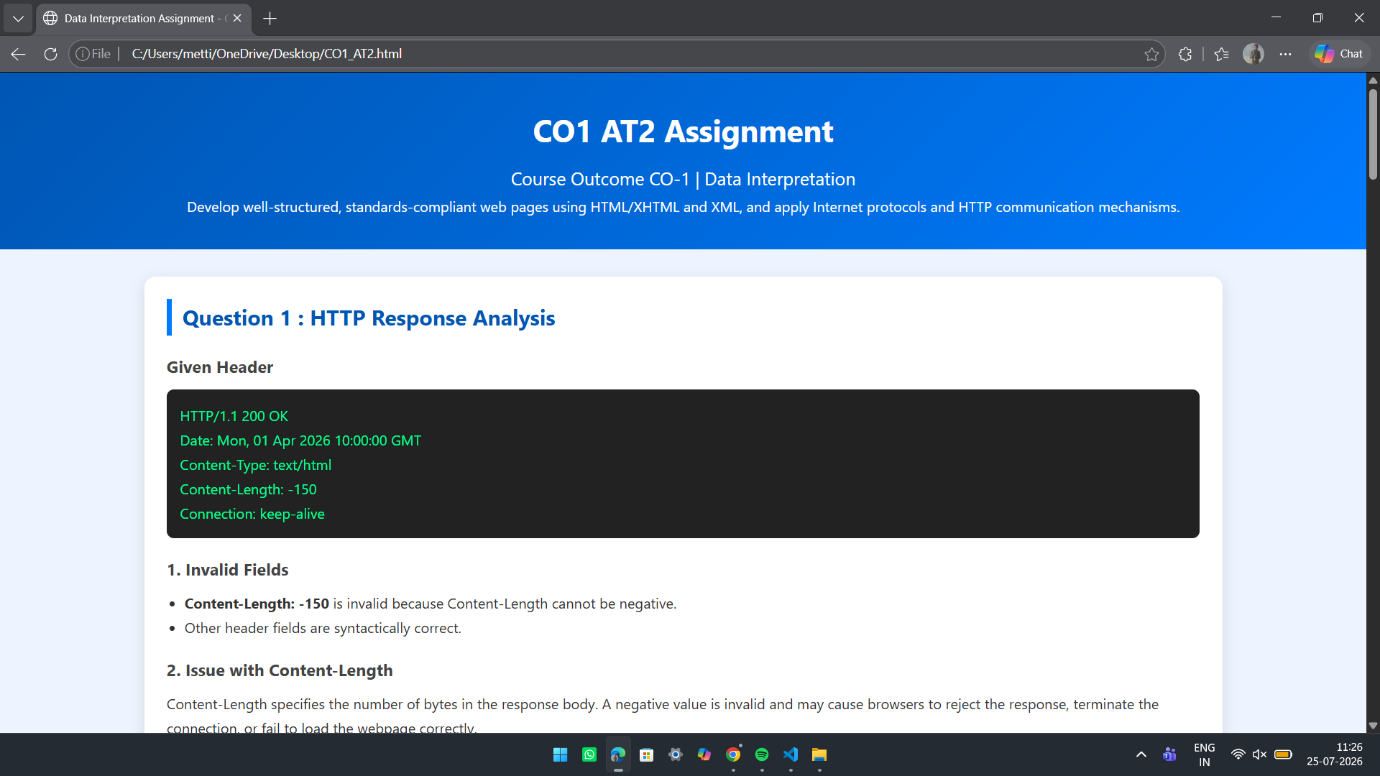 Data Interpretation Assignment - C
File
C:/Users/metti/OneDrive/Desktop/CO1_AT2.html
Chat
CO1 AT2 Assignment
Course Outcome CO-1 | Data Interpretation
Develop well-structured, standards-compliant web pages using HTML/XHTML and XML, and apply Internet protocols and HTTP communication mechanisms.
Question 1 : HTTP Response Analysis
Given Header
HTTP/1.1 200 OK
Date: Mon, 01 Apr 2026 10:00:00 GMT
Content-Type: text/html
Content-Length: -150
Connection: keep-alive
1. Invalid Fields
• Content-Length: -150 is invalid because Content-Length cannot be negative.
• Other header fields are syntactically correct.
2. Issue with Content-Length
Content-Length specifies the number of bytes in the response body. A negative value is invalid and may cause browsers to reject the response, terminate the
connection, or fail to load the webpage correctly.
ENG
IN
11:26
25-07-2026